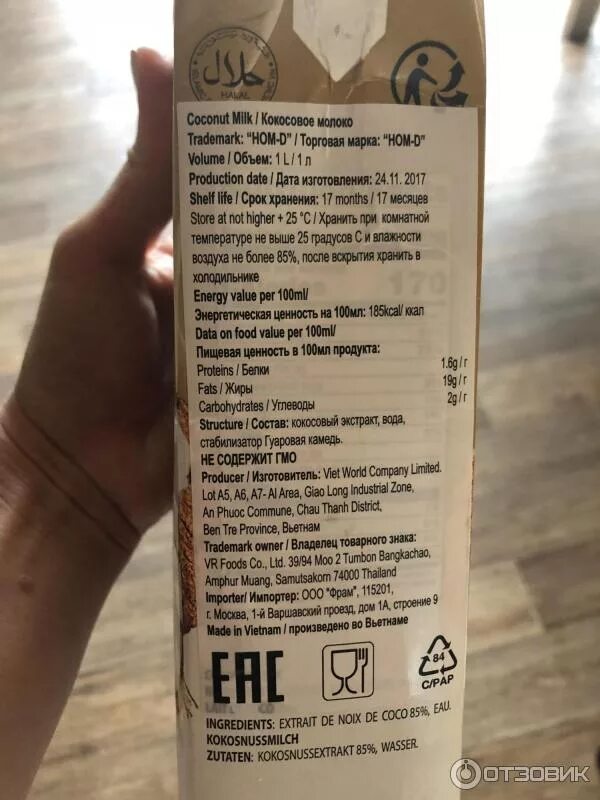 حلال
HALAL
Coconut Milk / Кокосовое молоко
Trademark: “HOM-D” / Торговая марка: “HOM-D”
Volume / Объем: 1 L / 1 л
Production date / Дата изготовления: 24.11. 2017
Shelf life / Срок хранения: 17 months / 17 месяцев
Store at not higher + 25 °C / Хранить при комнатной
температуре не выше 25 градусов С и влажности
воздуха не более 85%, после вскрытия хранить в
холодильнике
170
Energy value per 100ml/
Энергетическая ценность на 100мл: 185kcal/ ккал
Data on food value per 100ml/
Пищевая ценность в 100мл продукта:
Proteins / Белки 1.6g / г
Fats / Жиры 19g / г
Carbohydrates / Углеводы 2g / г
Structure / Состав: кокосовый экстракт, вода,
стабилизатор Гуаровая камедь.
НЕ СОДЕРЖИТ ГМО
Producer / Изготовитель: Viet World Company Limited.
Lot A5, A6, A7- AI Area, Giao Long Industrial Zone,
An Phuoc Commune, Chau Thanh District,
Ben Tre Province, Вьетнам
Trademark owner / Владелец товарного знака:
VR Foods Co., Ltd. 39/94 Moo 2 Tumbon Bangkachao,
Amphur Muang, Samutsakorn 74000 Thailand
Importer/ Импортер: ООО “Фрам”, 115201,
г. Москва, 1-й Варшавский проезд, дом 1А, строение 9
Made in Vietnam / произведено во Вьетнаме
EAC
84
C/PAP
INGREDIENTS: EXTRAIT DE NOIX DE COCO 85%, EAU.
KOKOSNUSSMILCH
ZUTATEN: KOKOSNUSSEXTRAKT 85%, WASSER.
ОТЗОВИК